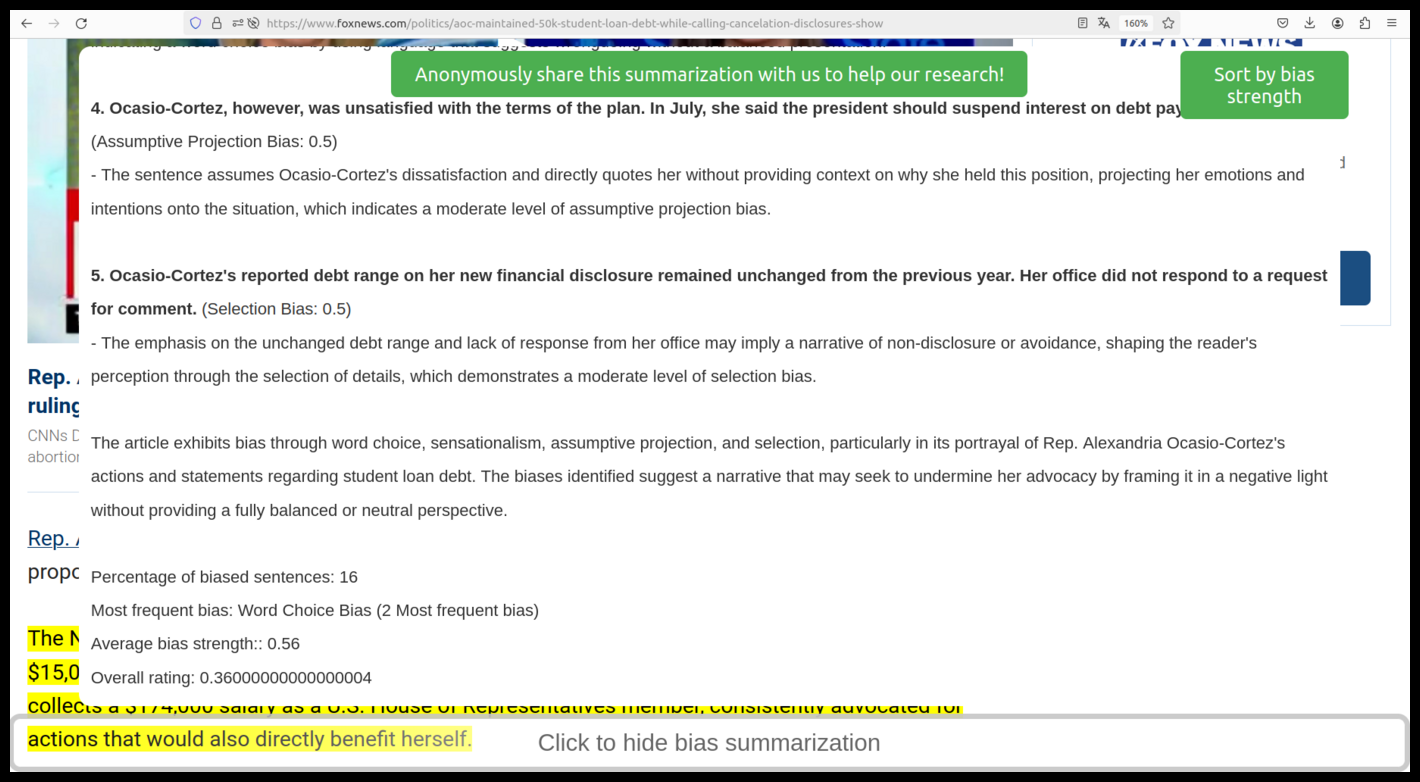 https://www.foxnews.com/politics/aoc-maintained-50k-student-loan-debt-while-calling-cancelation-disclosures-show
160%
Anonymously share this summarization with us to help our research!
Sort by bias
strength
4. Ocasio-Cortez, however, was unsatisfied with the terms of the plan. In July, she said the president should suspend interest on debt pay
(Assumptive Projection Bias: 0.5)
- The sentence assumes Ocasio-Cortez's dissatisfaction and directly quotes her without providing context on why she held this position, projecting her emotions and
intentions onto the situation, which indicates a moderate level of assumptive projection bias.
5. Ocasio-Cortez's reported debt range on her new financial disclosure remained unchanged from the previous year. Her office did not respond to a request
for comment. (Selection Bias: 0.5)
- The emphasis on the unchanged debt range and lack of response from her office may imply a narrative of non-disclosure or avoidance, shaping the reader's
perception through the selection of details, which demonstrates a moderate level of selection bias.
Rep.
ruling
CNNs D
abortion
The article exhibits bias through word choice, sensationalism, assumptive projection, and selection, particularly in its portrayal of Rep. Alexandria Ocasio-Cortez's
actions and statements regarding student loan debt. The biases identified suggest a narrative that may seek to undermine her advocacy by framing it in a negative light
without providing a fully balanced or neutral perspective.
Rep. A
propo
Percentage of biased sentences: 16
Most frequent bias: Word Choice Bias (2 Most frequent bias)
Average bias strength:: 0.56
Overall rating: 0.36000000000000004
The N
$15,0
collects a $174,000 salary as a U.S. House of Representatives member, consistently advocated for
actions that would also directly benefit herself.
Click to hide bias summarization